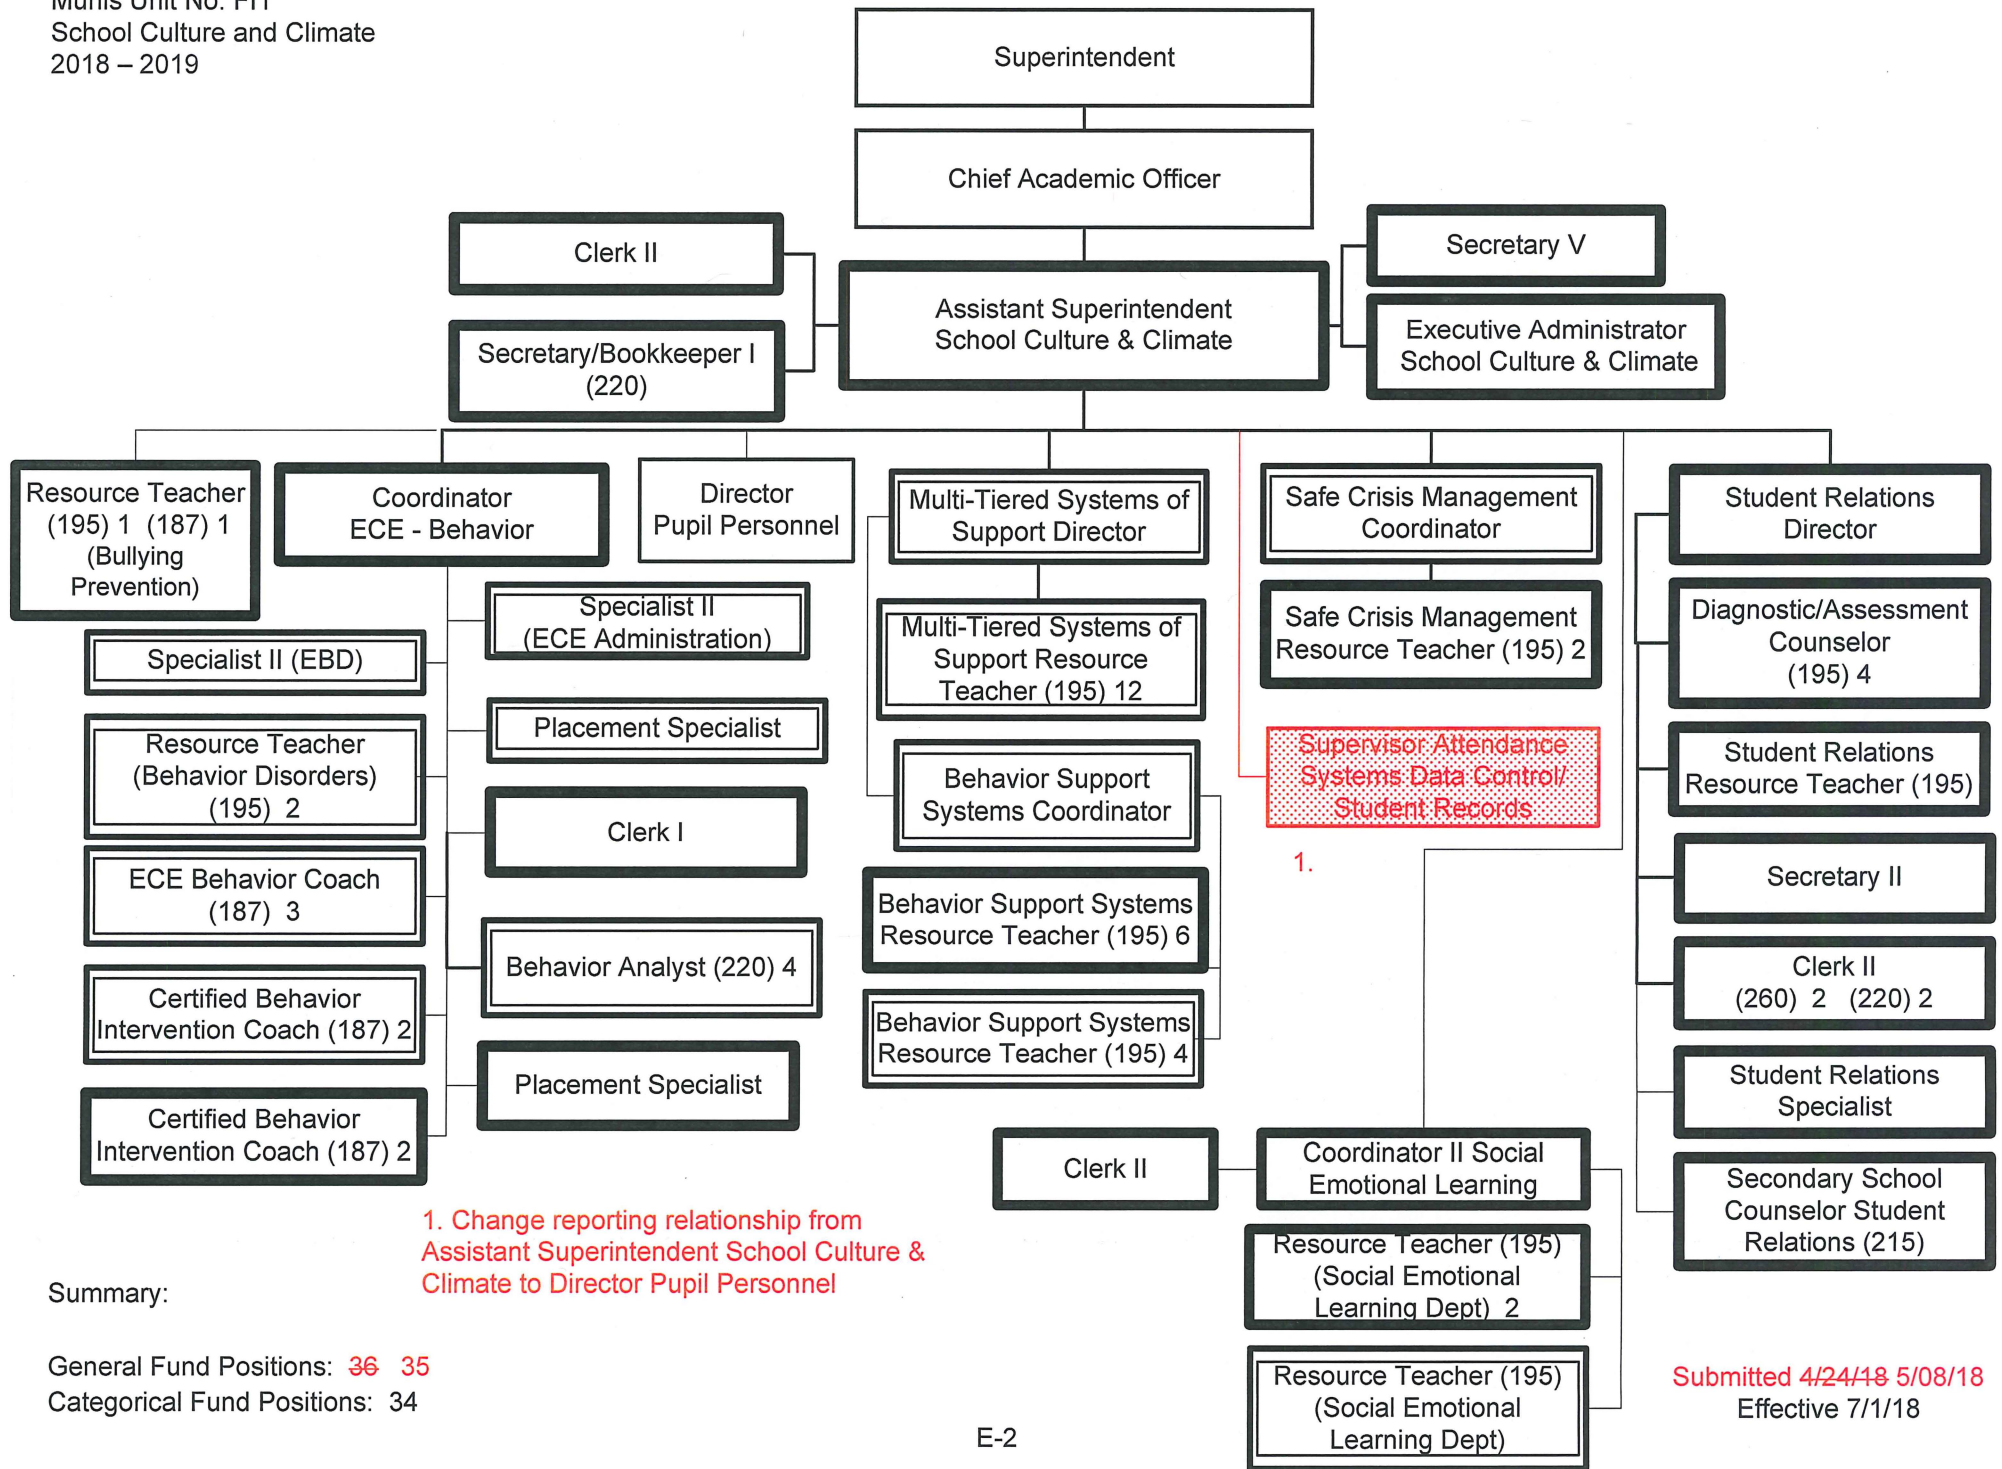 School Culture and Climate
2018 – 2019
Superintendent
Chief Academic Officer
Clerk II
Secretary/Bookkeeper I
(220)
Assistant Superintendent
School Culture & Climate
Secretary V
Executive Administrator
School Culture & Climate
Resource Teacher
(195) 1 (187) 1
(Bullying
Prevention)
Coordinator
ECE - Behavior
Director
Pupil Personnel
Multi-Tiered Systems of
Support Director
Safe Crisis Management
Coordinator
Student Relations
Director
Specialist II
(ECE Administration)
Specialist II (EBD)
Placement Specialist
Resource Teacher
(Behavior Disorders)
(195) 2
Clerk I
ECE Behavior Coach
(187) 3
Behavior Analyst (220) 4
Certified Behavior
Intervention Coach (187) 2
Placement Specialist
Certified Behavior
Intervention Coach (187) 2
Multi-Tiered Systems of
Support Resource
Teacher (195) 12
Behavior Support
Systems Coordinator
Behavior Support Systems
Resource Teacher (195) 6
Behavior Support Systems
Resource Teacher (195) 4
Safe Crisis Management
Resource Teacher (195) 2
Supervisor Attendance
Systems Data Control/
Student Records
1.
Diagnostic/Assessment
Counselor
(195) 4
Student Relations
Resource Teacher (195)
Secretary II
Clerk II
(260) 2 (220) 2
Student Relations
Specialist
Secondary School
Counselor Student
Relations (215)
Clerk II
Coordinator II Social
Emotional Learning
Resource Teacher (195)
(Social Emotional
Learning Dept) 2
Resource Teacher (195)
(Social Emotional
Learning Dept)
1. Change reporting relationship from
Assistant Superintendent School Culture &
Climate to Director Pupil Personnel
Summary:
General Fund Positions: 36 35
Categorical Fund Positions: 34
Submitted 4/24/18 5/08/18
Effective 7/1/18
E-2